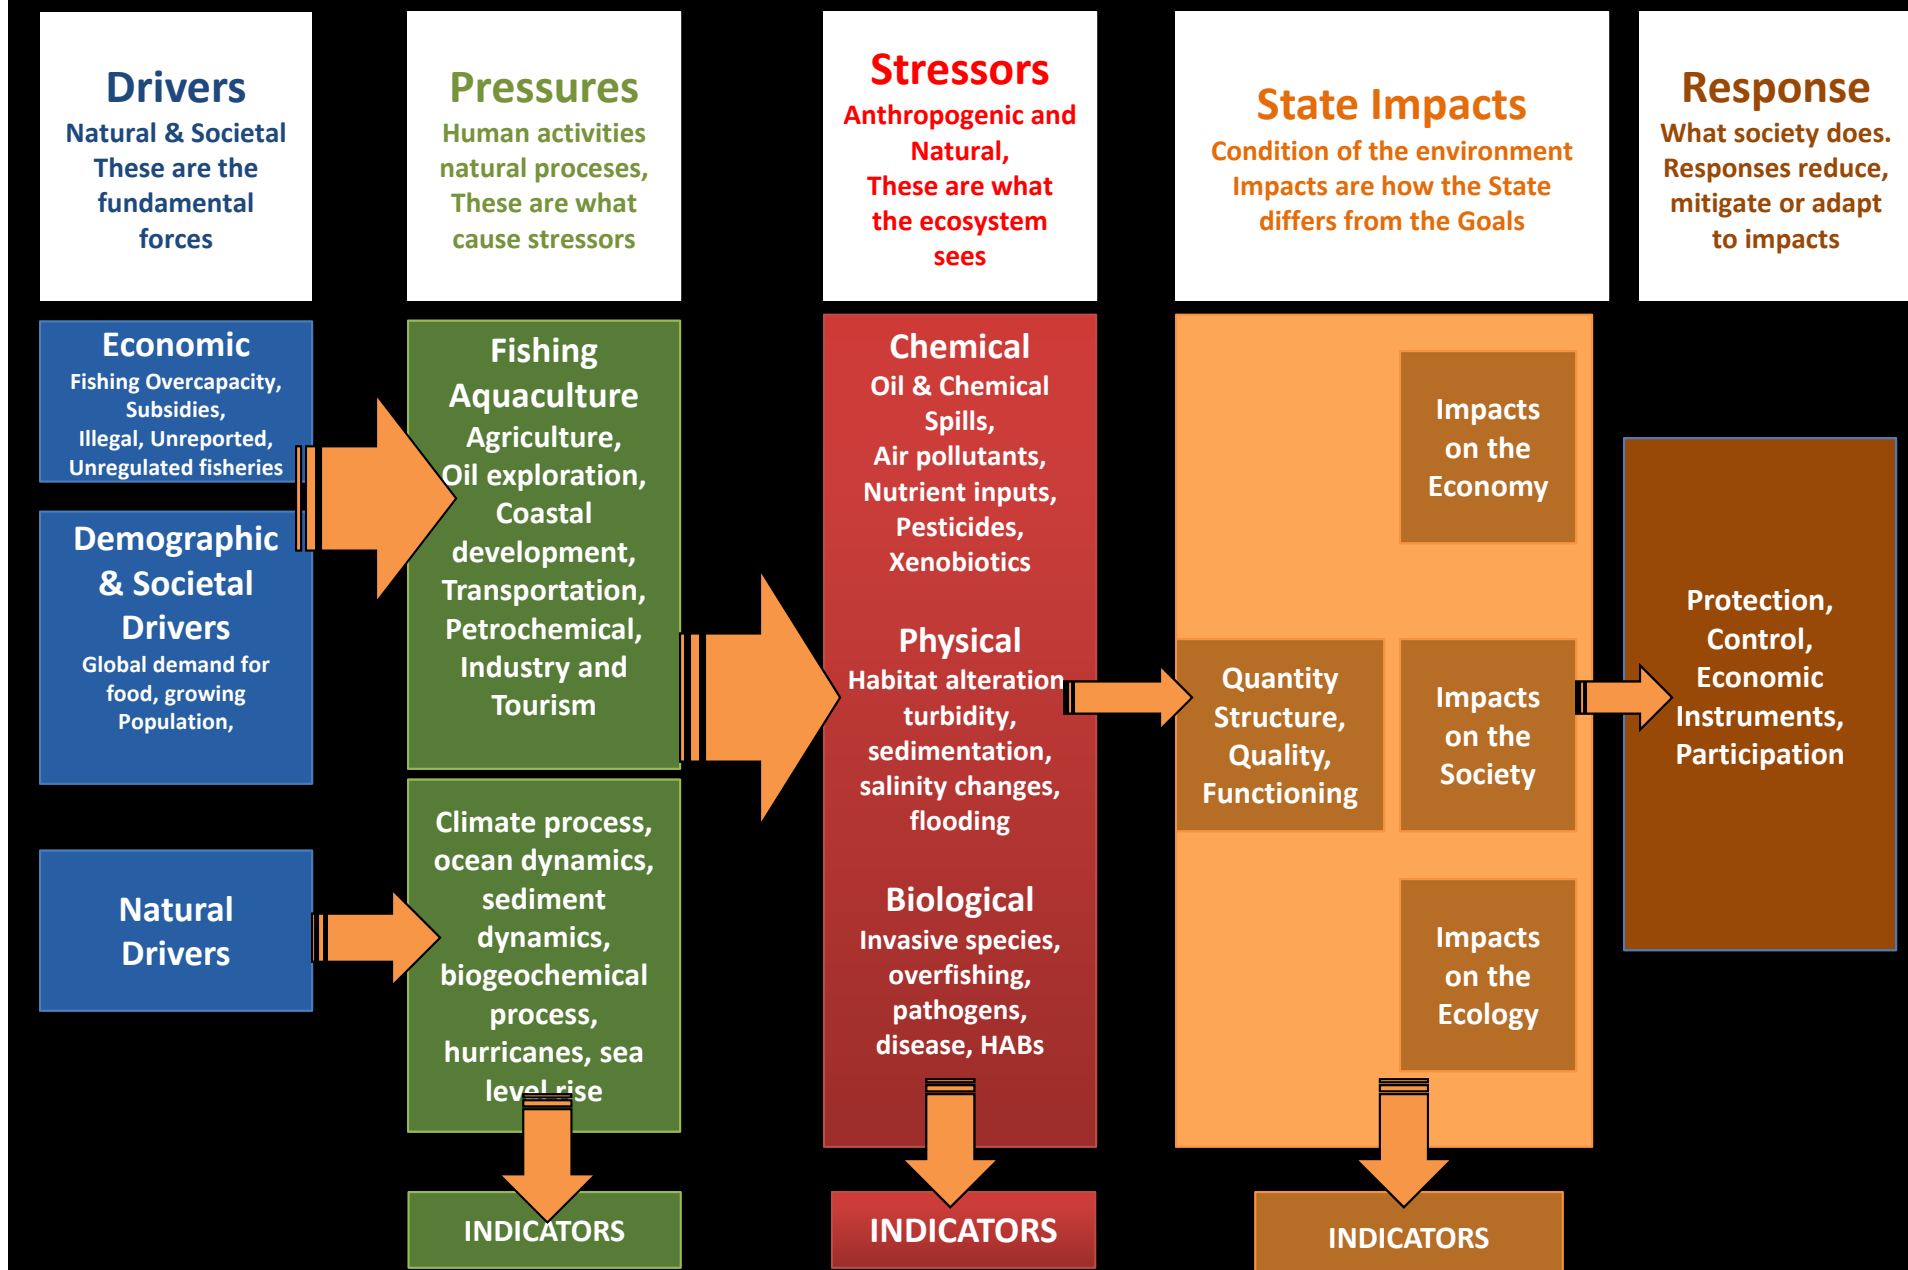 Drivers
Natural & Societal
These are the
fundamental
forces
Pressures
Human activities
natural proceses,
These are what
cause stressors
Stressors
Anthropogenic and
Natural,
These are what
the ecosystem
sees
State Impacts
Condition of the environment
Impacts are how the State
differs from the Goals
Response
What society does.
Responses reduce,
mitigate or adapt
to impacts
Economic
Fishing Overcapacity,
Subsidies,
Illegal, Unreported,
Unregulated fisheries
Demographic
& Societal
Drivers
Global demand for
food, growing
Population,
Natural
Drivers
Fishing
Aquaculture
Agriculture,
Oil exploration,
Coastal
development,
Transportation,
Petrochemical,
Industry and
Tourism
Climate process,
ocean dynamics,
sediment
dynamics,
biogeochemical
process,
hurricanes, sea
level rise
INDICATORS
Chemical
Oil & Chemical
Spills,
Air pollutants,
Nutrient inputs,
Pesticides,
Xenobiotics
Physical
Habitat alteration
turbidity,
sedimentation,
salinity changes,
flooding
Biological
Invasive species,
overfishing,
pathogens,
disease, HABs
INDICATORS
Quantity
Structure,
Quality,
Functioning
Impacts
on the
Economy
Impacts
on the
Society
Impacts
on the
Ecology
INDICATORS
Protection,
Control,
Economic
Instruments,
Participation